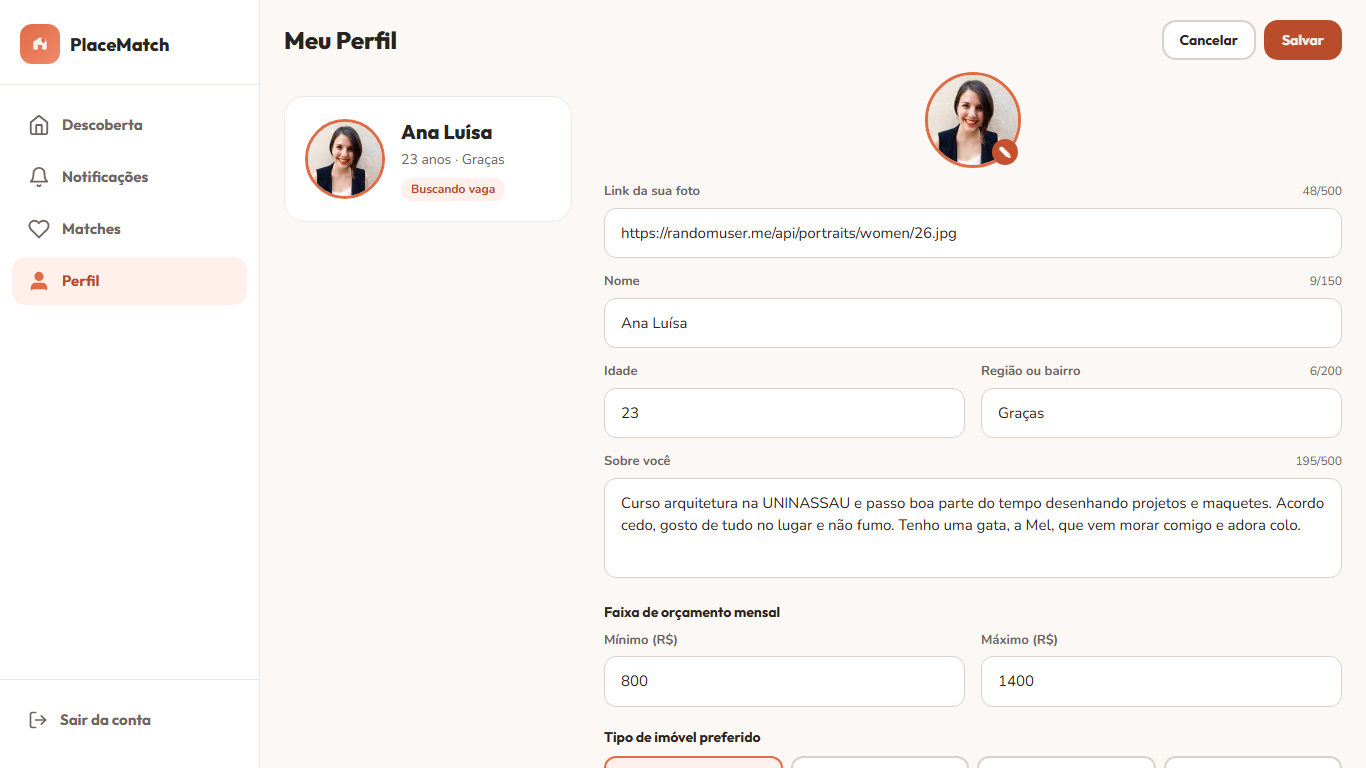 PlaceMatch
Descoberta
Notificações
Matches
Perfil
Sair da conta
Meu Perfil
Cancelar
Salvar
Ana Luísa
23 anos · Graças
Buscando vaga
Link da sua foto
48/500
https://randomuser.me/api/portraits/women/26.jpg
Nome
9/150
Ana Luísa
Idade
23
Região ou bairro
6/200
Graças
Sobre você
195/500
Curso arquitetura na UNINASSAU e passo boa parte do tempo desenhando projetos e maquetes. Acordo
cedo, gosto de tudo no lugar e não fumo. Tenho uma gata, a Mel, que vem morar comigo e adora colo.
Faixa de orçamento mensal
Mínimo (R$)
800
Máximo (R$)
1400
Tipo de imóvel preferido